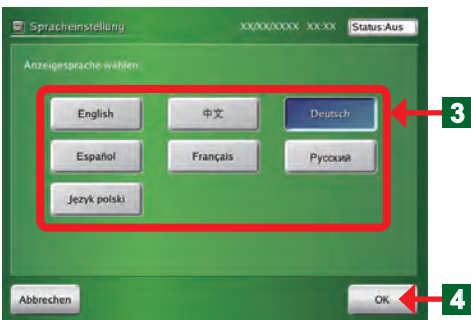 Spracheinstellung XX/XX/XXXX XX:XX Status:Aus
Anzeigesprache wählen
English 中文 Deutsch 3
Español Français Русский
Język polski
Abbrechen OK 4